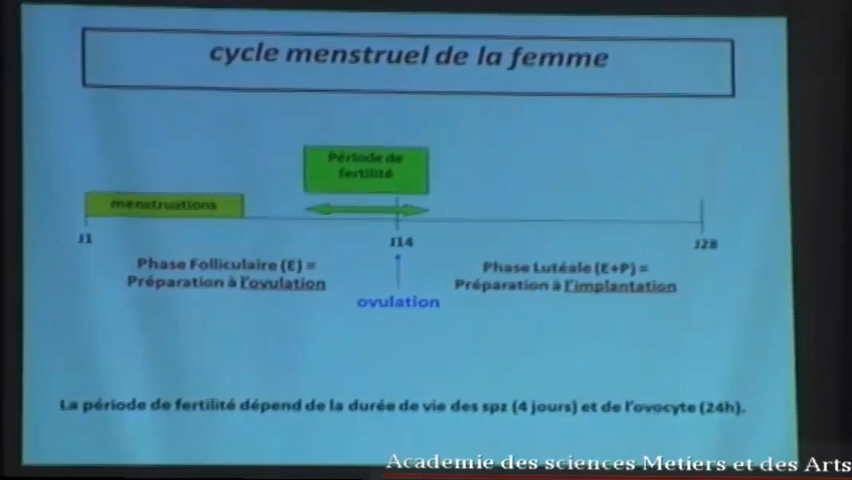 cycle menstruel de la femme
Période de
fertilité
menstruations
J1
J14
J28
Phase Folliculaire (E) =
Préparation à l'ovulation
Phase Lutéale (E+P) =
Préparation à l'implantation
ovulation
La période de fertilité dépend de la durée de vie des spz (4 jours) et de l'ovocyte (24h).
Academie des sciences Metiers et des Arts